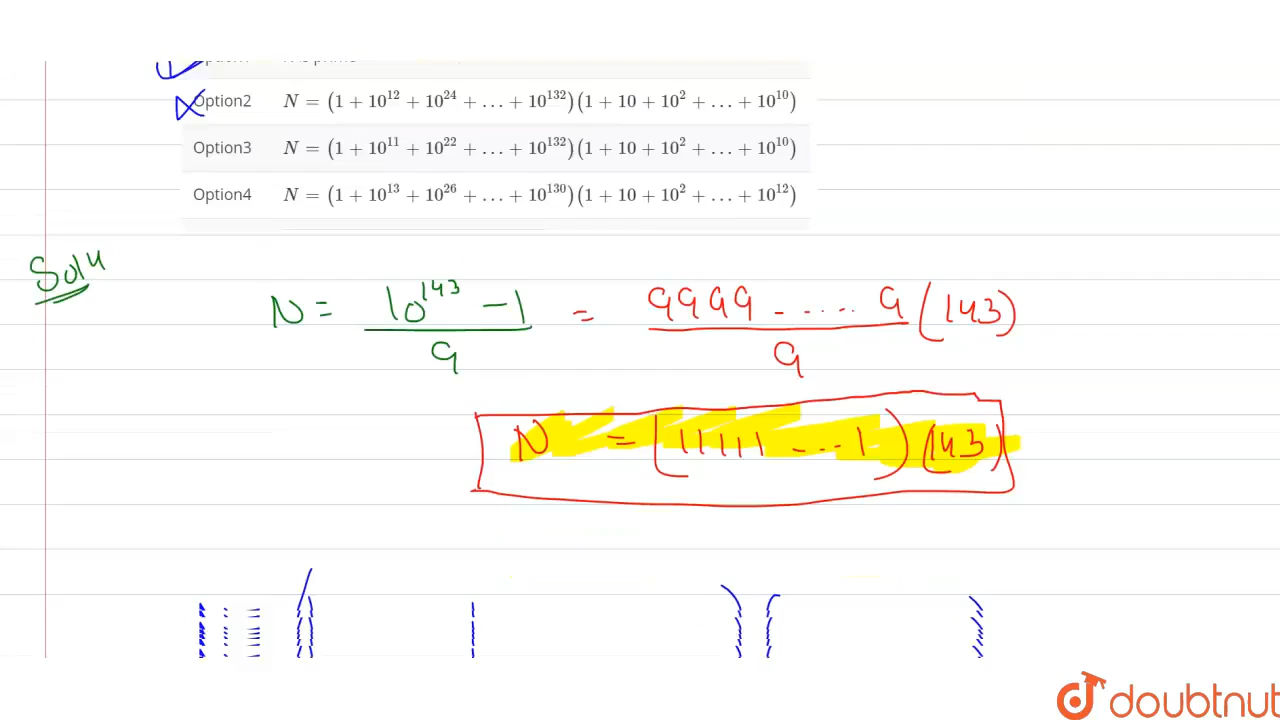 Option2 N = (1 + 10^12 + 10^24 + … + 10^132)(1 + 10 + 10^2 + … + 10^10)
Option3 N = (1 + 10^11 + 10^22 + … + 10^132)(1 + 10 + 10^2 + … + 10^10)
Option4 N = (1 + 10^13 + 10^26 + … + 10^130)(1 + 10 + 10^2 + … + 10^12)
Sol4
N = (10^143 - 1)/9 = 9999 ..... 9/9 (143)
N = (11111 ... 1) (143)
doubtnut